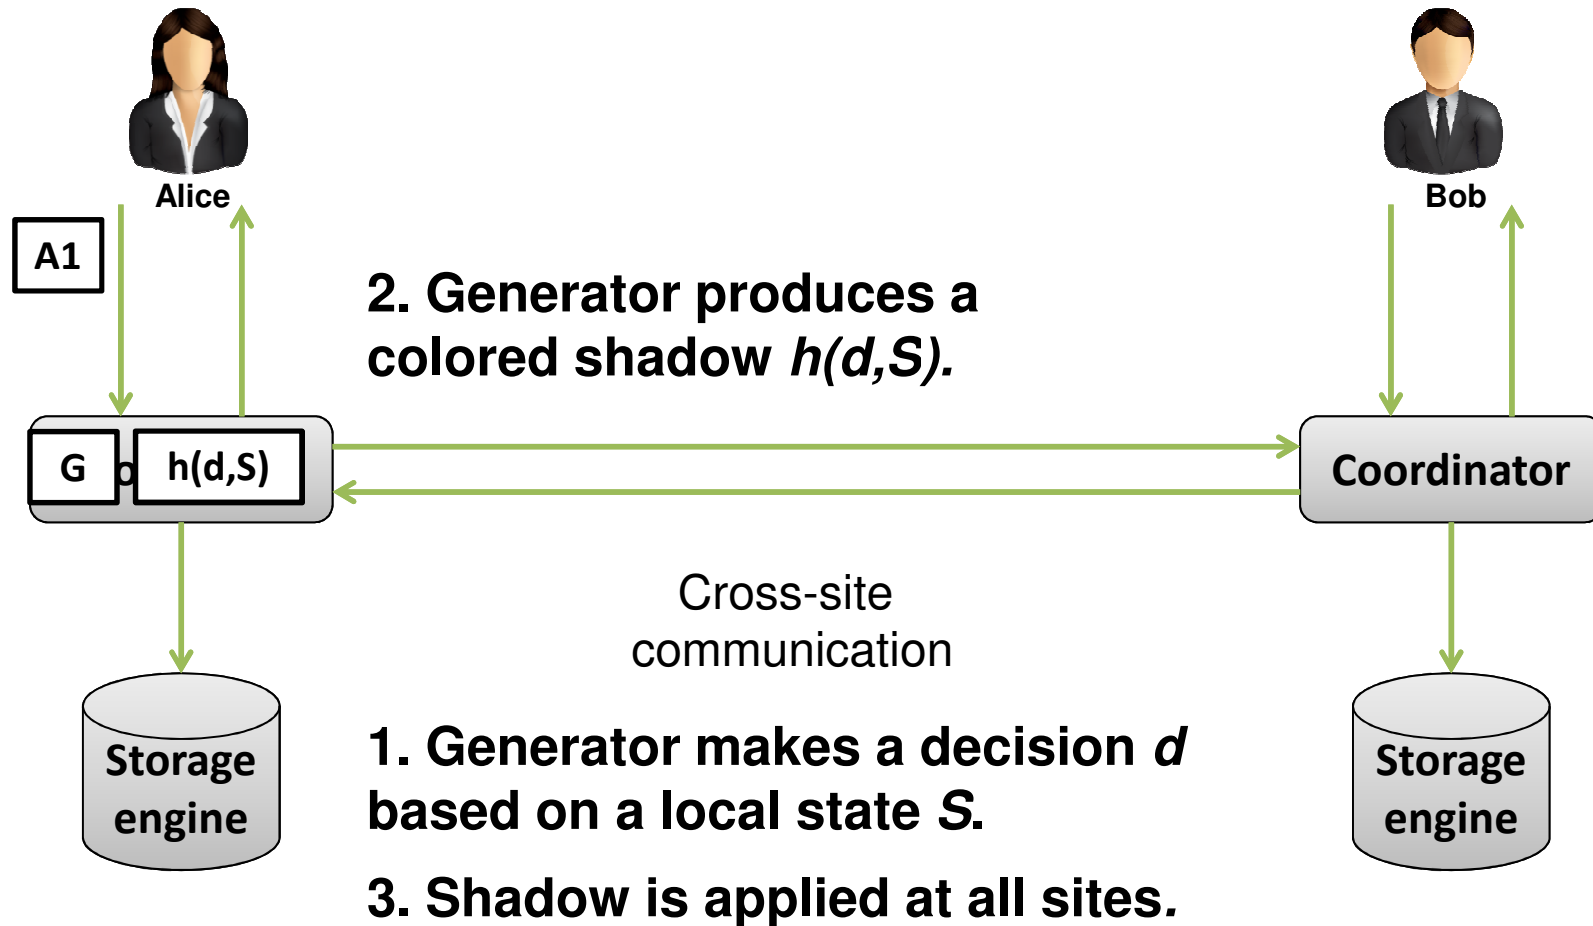 Alice
Bob
A1
2. Generator produces a
colored shadow h(d,S).
G
h(d,S)
Coordinator
Cross-site
communication
Storage
engine
1. Generator makes a decision d
based on a local state S.
Storage
engine
3. Shadow is applied at all sites.